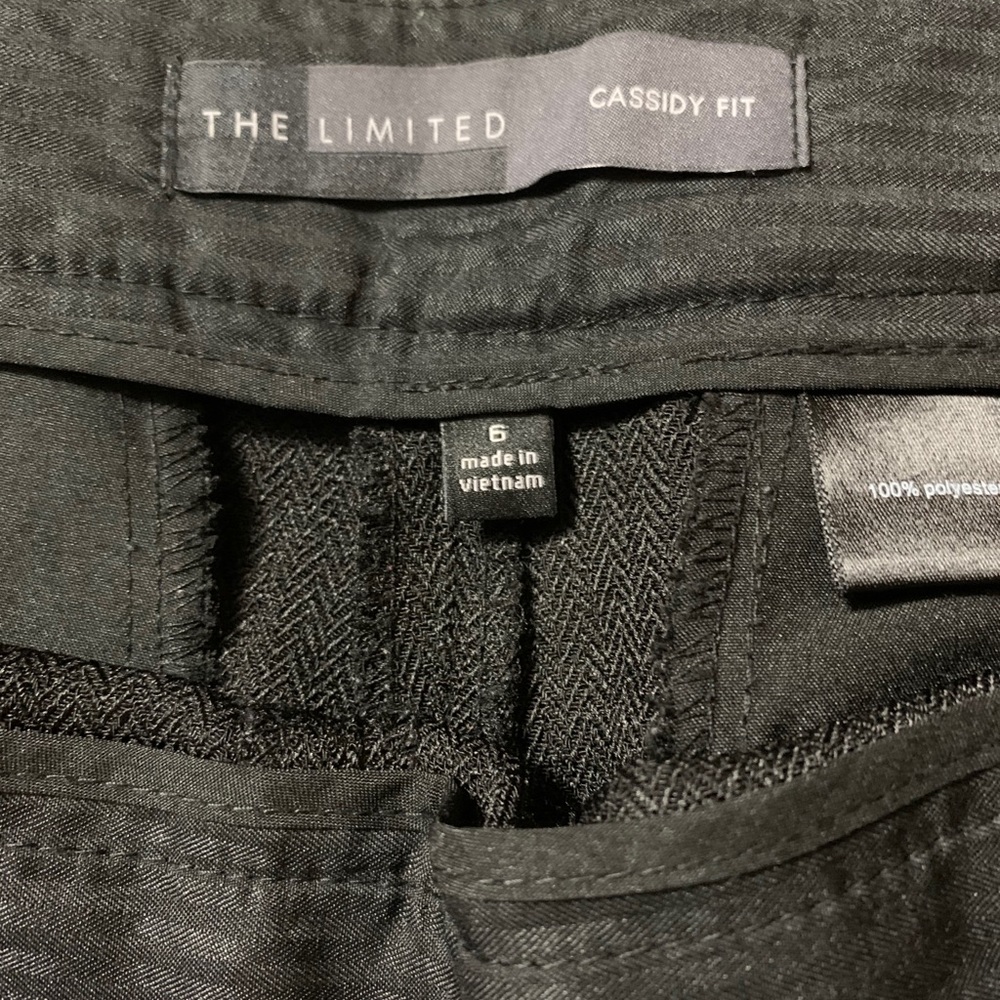 THE LIMITED CASSIDY FIT
6
made in
vietnam
100% polyester